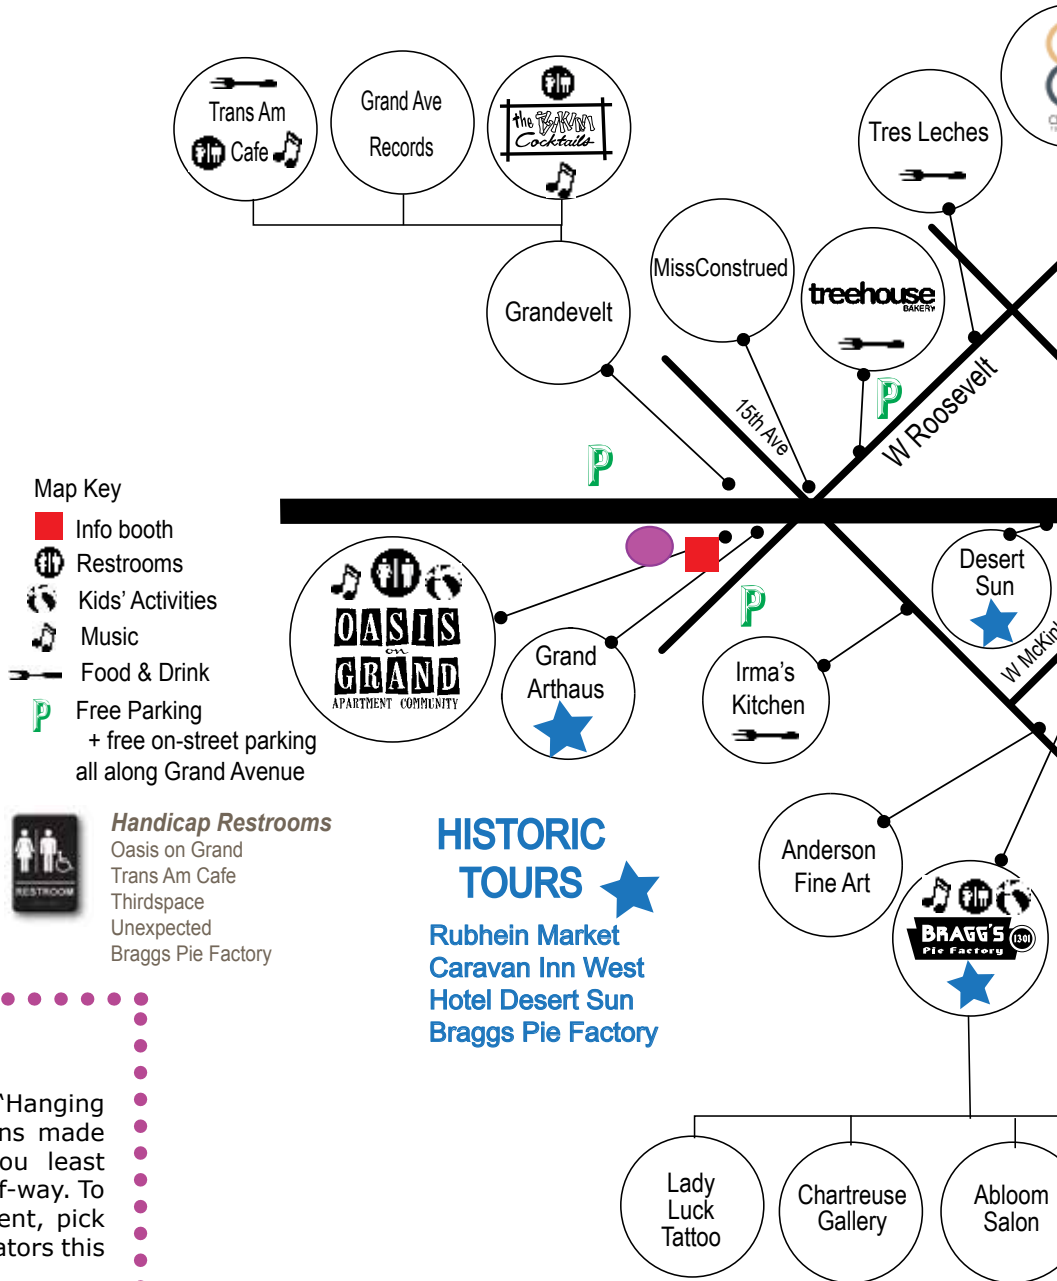 Trans Am
Cafe
Grand Ave
Records
the BIKINI
Cocktails
Tres Leches
Grandevelt
MissConstrued
treehouse
BAKERY
15th Ave
W Roosevelt
P
P
P
Map Key
Info booth
Restrooms
Kids' Activities
Music
Food & Drink
P Free Parking
+ free on-street parking
all along Grand Avenue
OASIS
on
GRAND
APARTMENT COMMUNITY
Grand
Arthaus
Irma's
Kitchen
Desert
Sun
W McKinl
RESTROOM
Handicap Restrooms
Oasis on Grand
Trans Am Cafe
Thirdspace
Unexpected
Braggs Pie Factory
HISTORIC
TOURS
Rubhein Market
Caravan Inn West
Hotel Desert Sun
Braggs Pie Factory
Anderson
Fine Art
BRAGG'S
Pie Factory
1301
Lady
Luck
Tattoo
Chartreuse
Gallery
Abloom
Salon
"Hanging
ns made
ou least
f-way. To
ent, pick
ators this